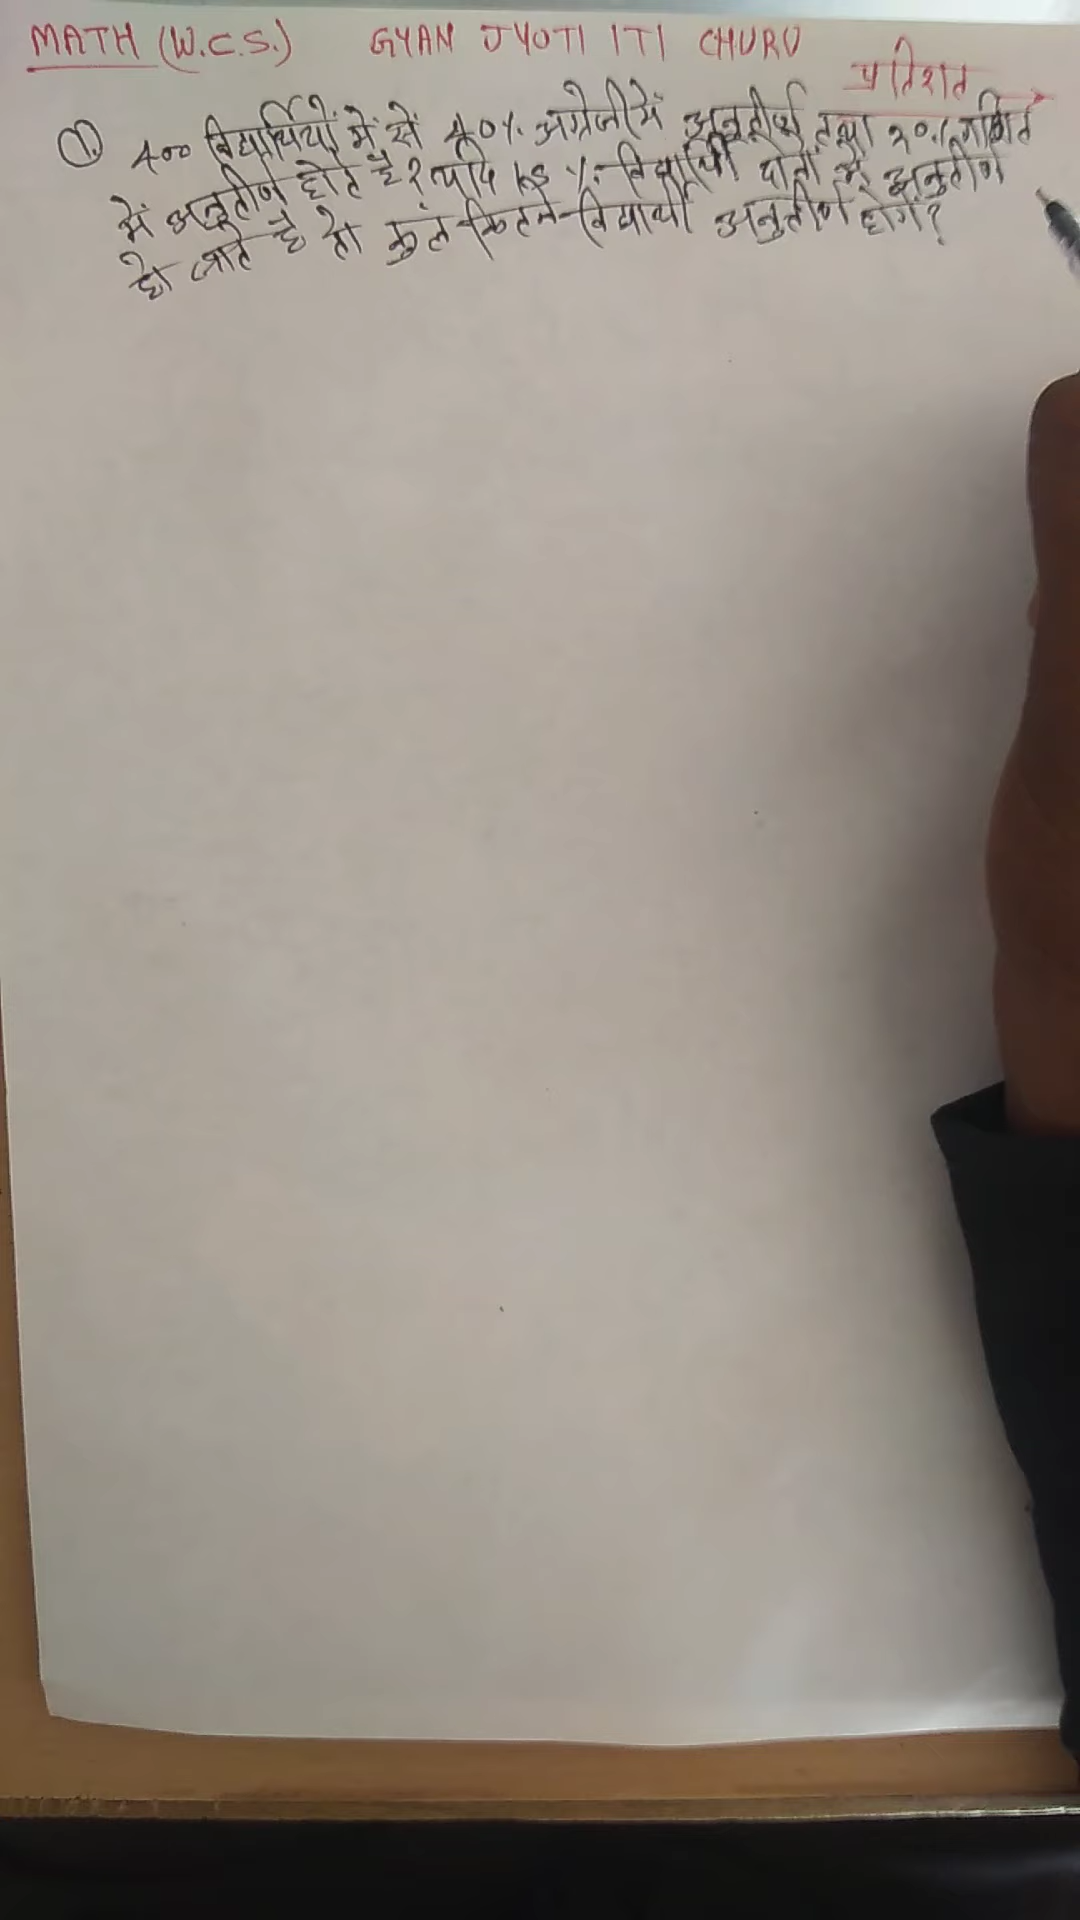 MATH (W.C.S.) GYAN JYOTI ITI CHURU
प्रतिशत
① 400 विद्यार्थियों में से 40% अंग्रेजी में अनुतीर्ण तथा 20% गणित
में अनुतीर्ण होते है? यदि 15% विद्यार्थी दोनों में अनुतीर्ण
हो जाते है तो कुल कितने विद्यार्थी अनुतीर्ण होगें?